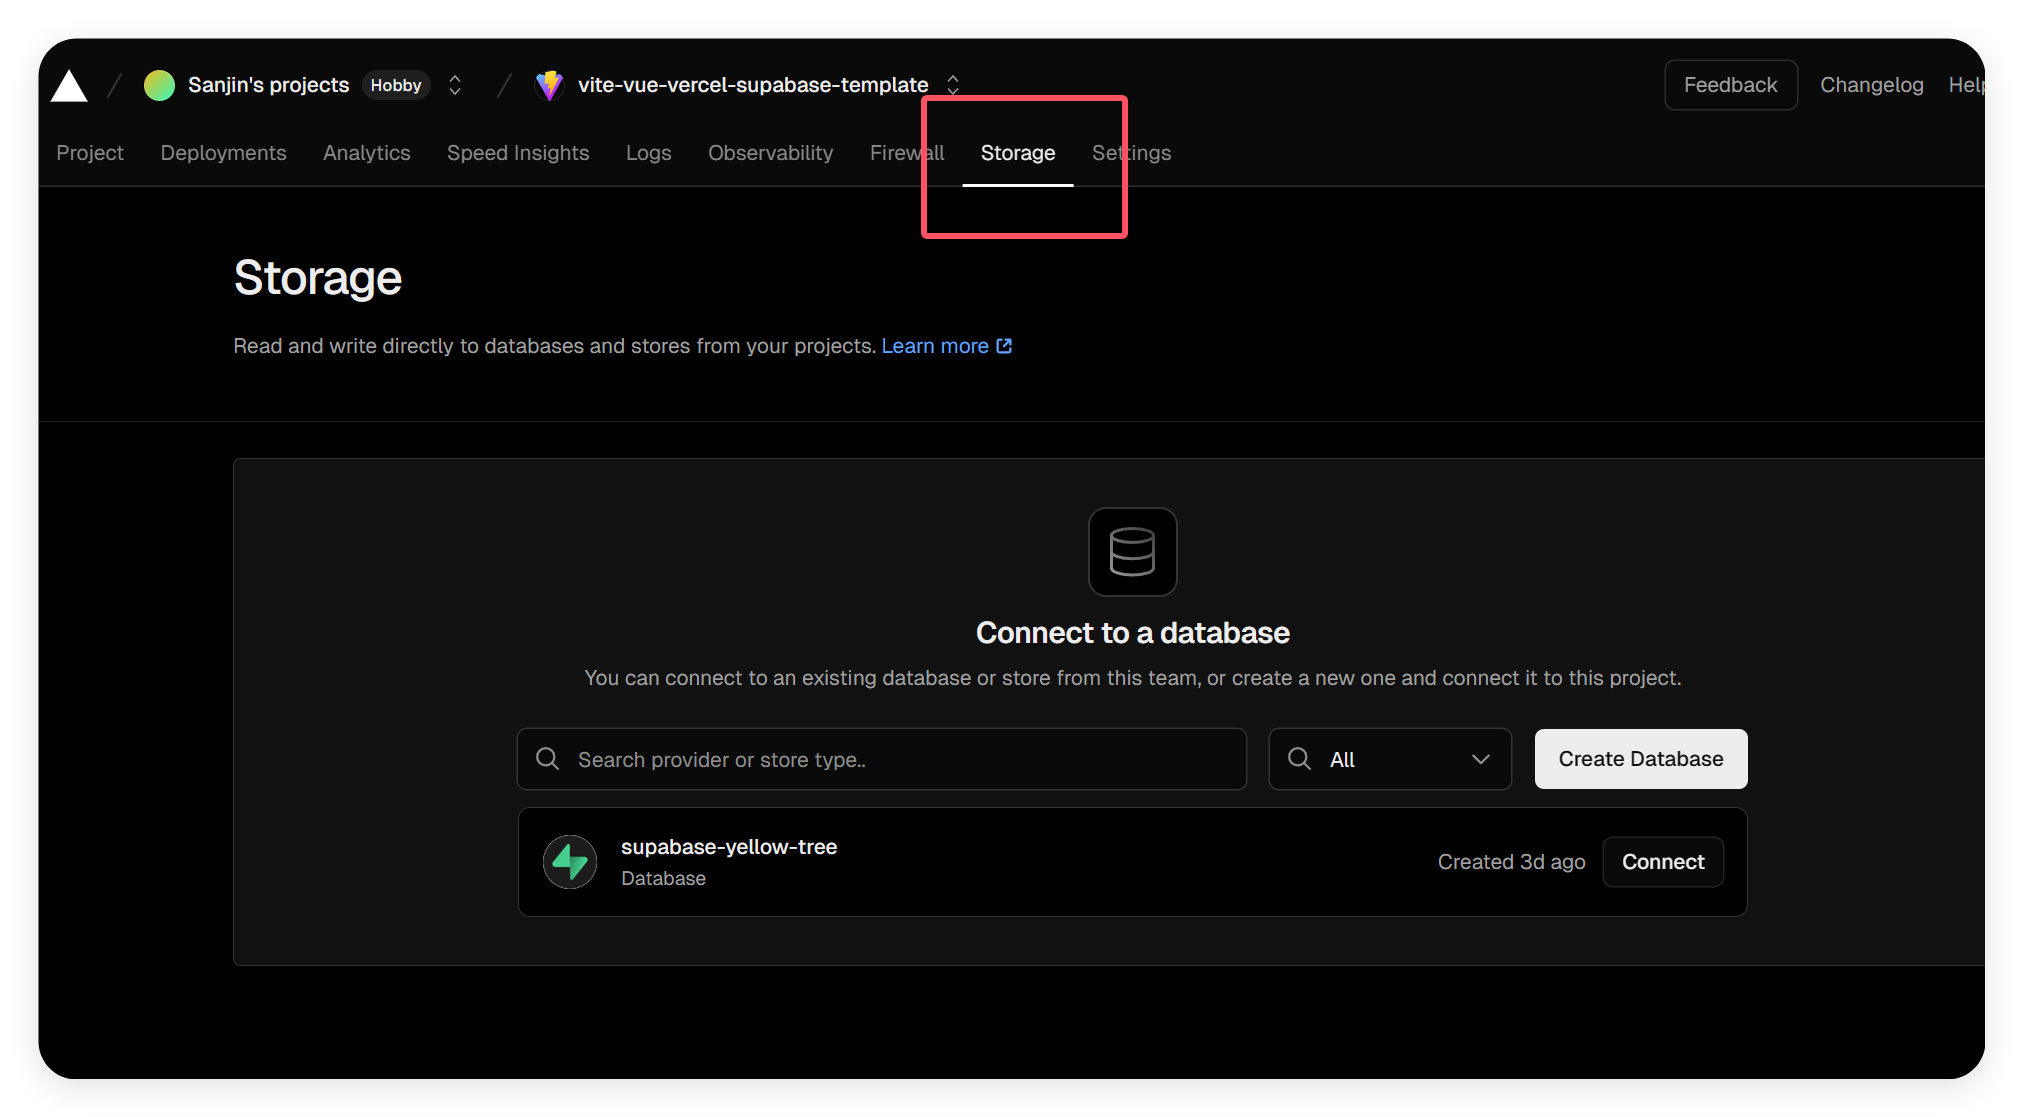 Sanjin's projects Hobby vite-vue-vercel-supabase-template Feedback Changelog Help
Project Deployments Analytics Speed Insights Logs Observability Firewall Storage Settings
Storage
Read and write directly to databases and stores from your projects. Learn more
Connect to a database
You can connect to an existing database or store from this team, or create a new one and connect it to this project.
Search provider or store type.. All Create Database
supabase-yellow-tree
Database
Created 3d ago Connect